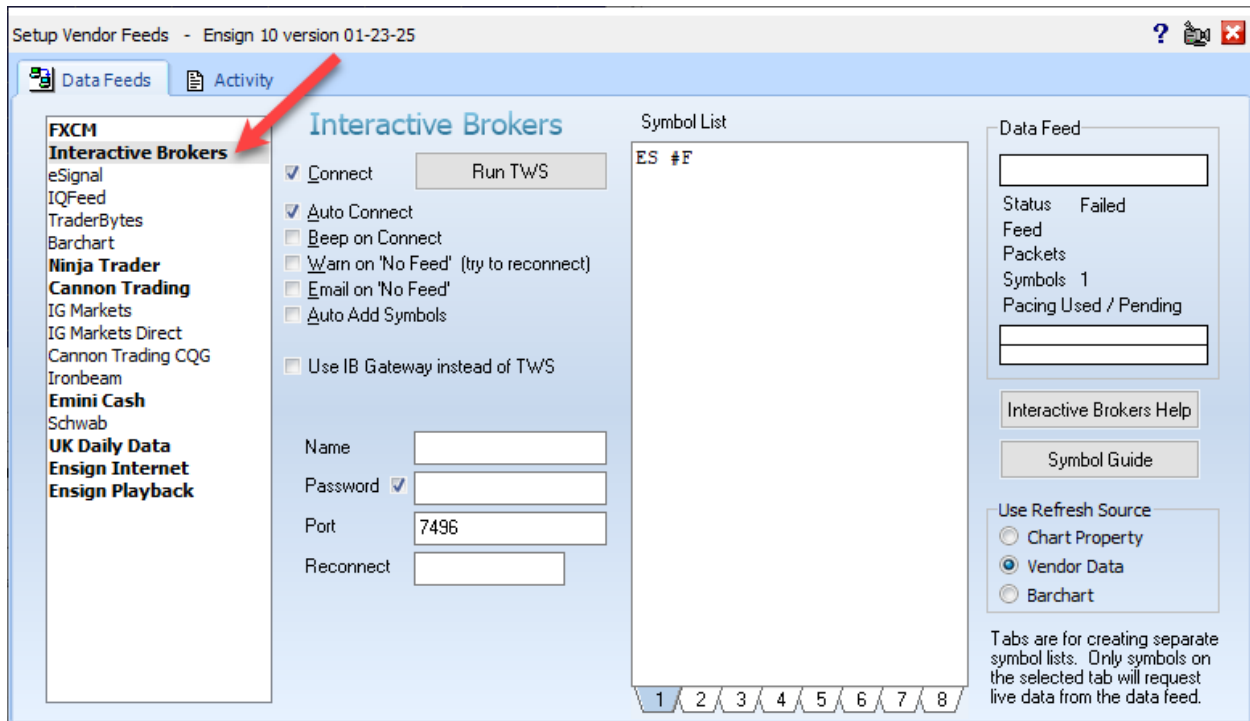 Setup Vendor Feeds - Ensign 10 version 01-23-25
?
Data Feeds
Activity
FXCM
Interactive Brokers
eSignal
IQFeed
TraderBytes
Barchart
Ninja Trader
Cannon Trading
IG Markets
IG Markets Direct
Cannon Trading CQG
Ironbeam
Emini Cash
Schwab
UK Daily Data
Ensign Internet
Ensign Playback
Interactive Brokers
Connect
Run TWS
Auto Connect
Beep on Connect
Warn on 'No Feed' (try to reconnect)
Email on 'No Feed'
Auto Add Symbols
Use IB Gateway instead of TWS
Name
Password
Port 7496
Reconnect
Symbol List
ES #F
1 2 3 4 5 6 7 8
Data Feed
Status Failed
Feed
Packets
Symbols 1
Pacing Used / Pending
Interactive Brokers Help
Symbol Guide
Use Refresh Source
Chart Property
Vendor Data
Barchart
Tabs are for creating separate
symbol lists. Only symbols on
the selected tab will request
live data from the data feed.